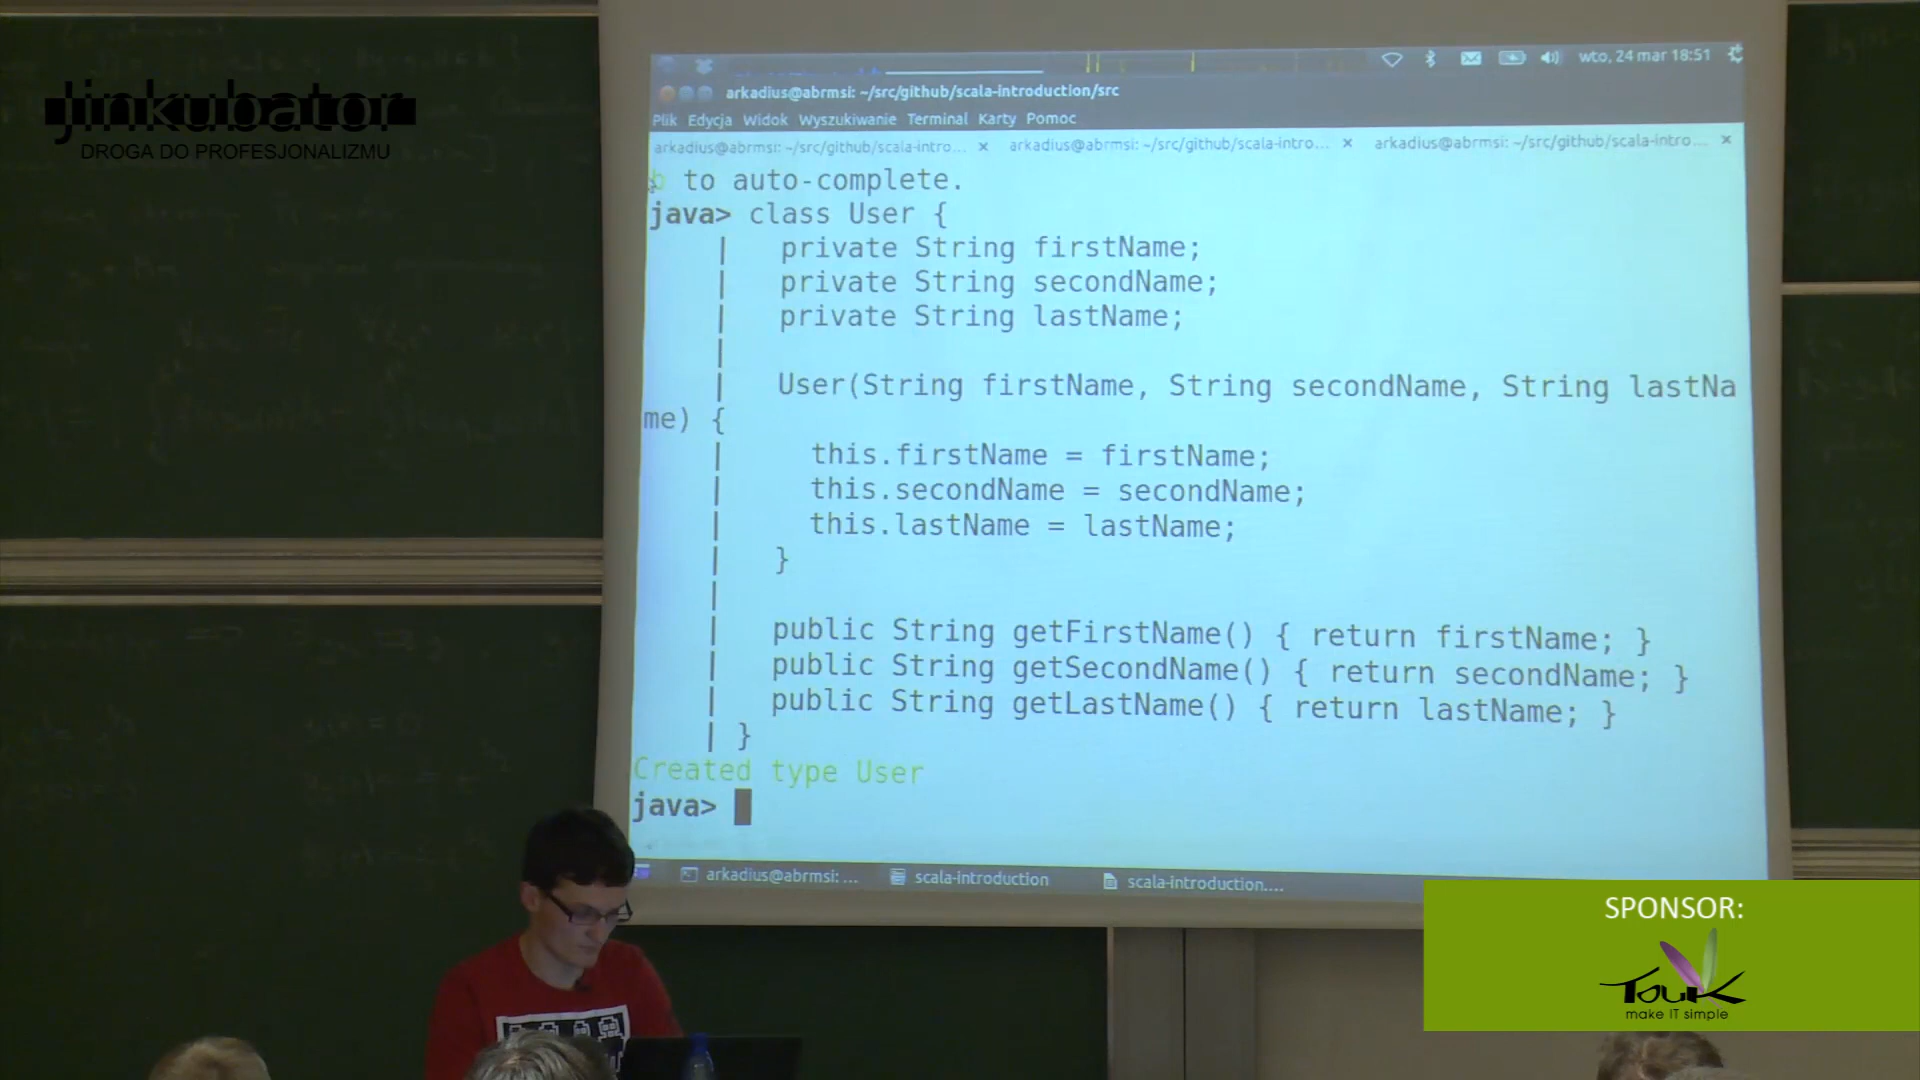 Jinkubator
DROGA DO PROFESJONALIZMU
wto, 24 mar 18:51
arkadius@abrmsi: ~/src/github/scala-introduction/src
Plik Edycja Widok Wyszukiwanie Terminal Karty Pomoc
arkadius@abrmsi: ~/src/github/scala-intro... × arkadius@abrmsi: ~/src/github/scala-intro... × arkadius@abrmsi: ~/src/github/scala-intro... ×
b to auto-complete.
java> class User {
| private String firstName;
| private String secondName;
| private String lastName;
|
| User(String firstName, String secondName, String lastNa
me) {
| this.firstName = firstName;
| this.secondName = secondName;
| this.lastName = lastName;
| }
|
| public String getFirstName() { return firstName; }
| public String getSecondName() { return secondName; }
| public String getLastName() { return lastName; }
| }
Created type User
java>
arkadius@abrmsi: ... scala-introduction scala-introduction....
SPONSOR:
TouK
make IT simple